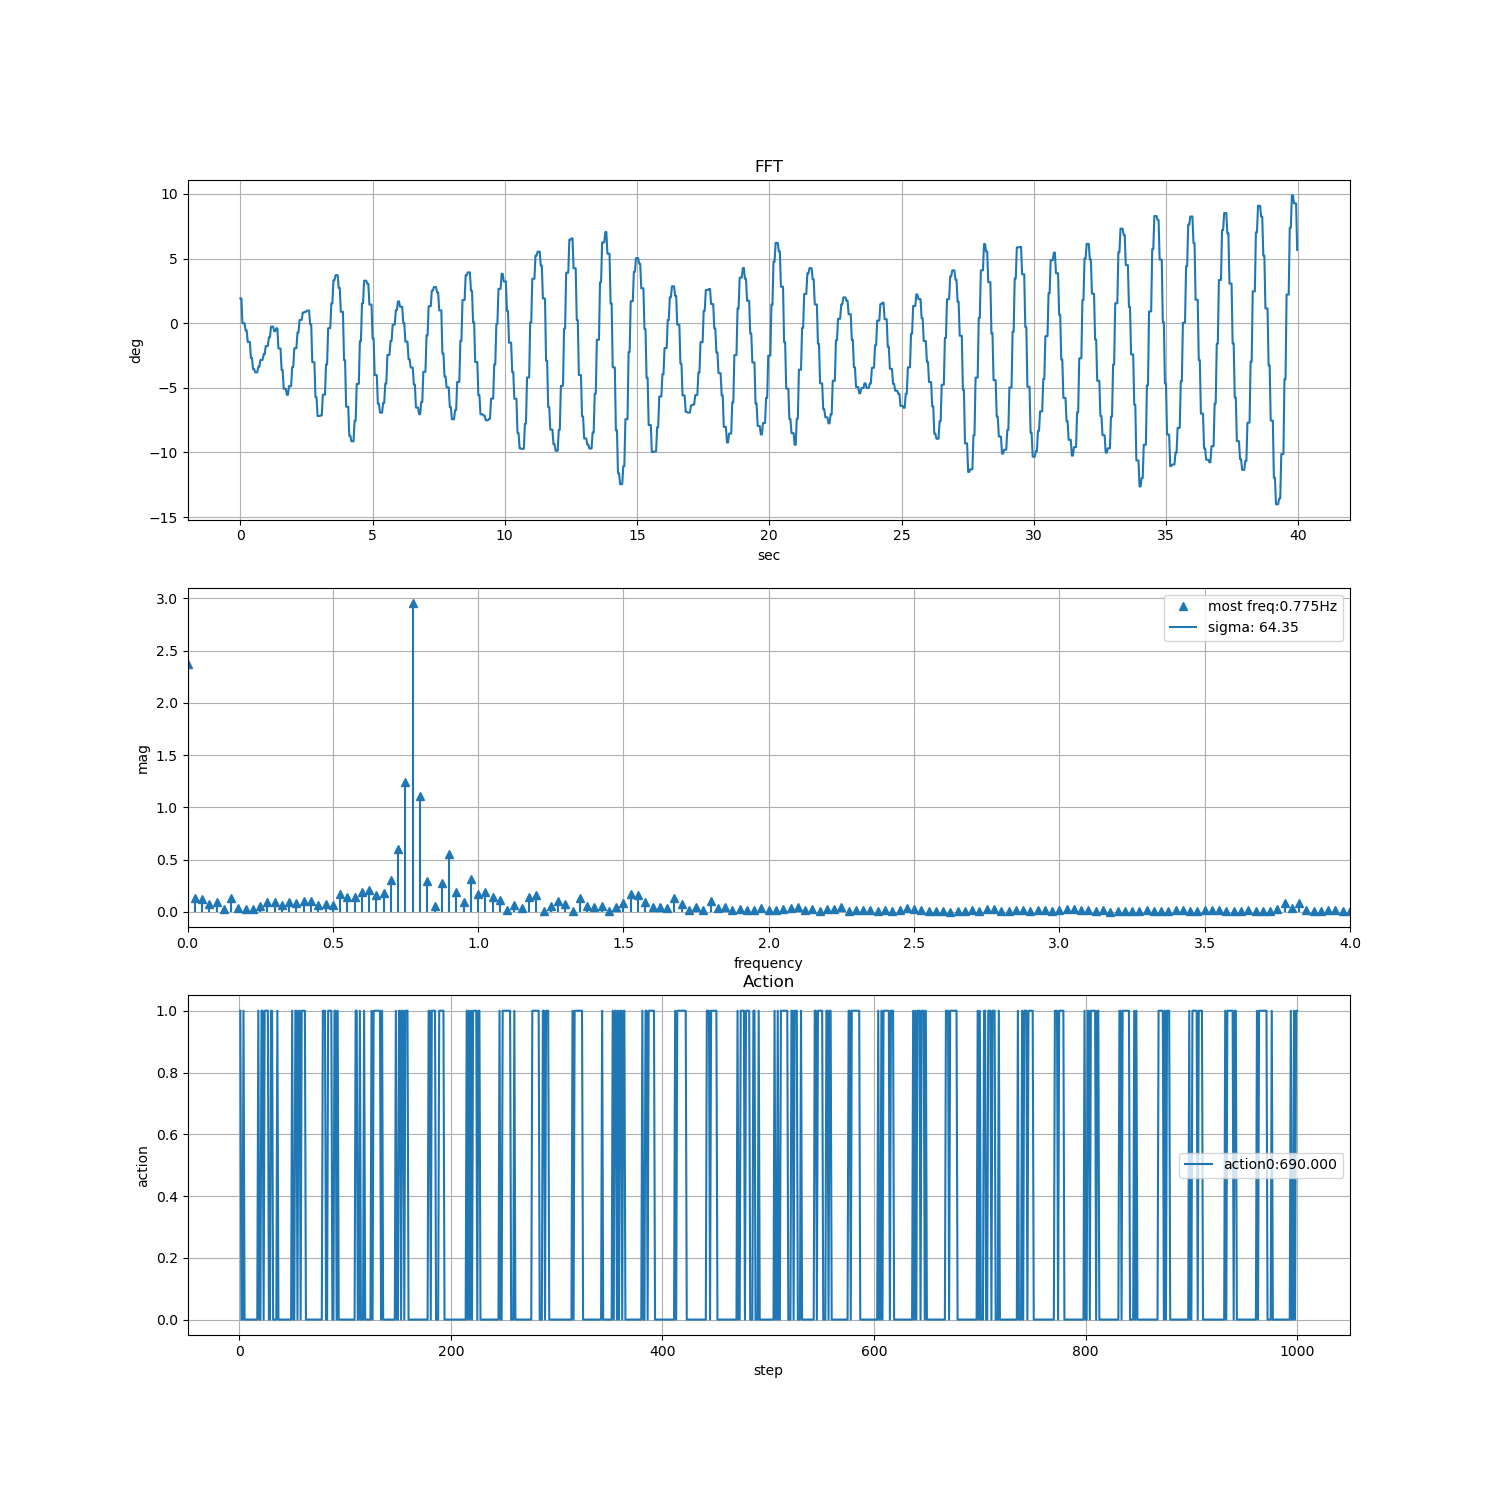 FFT
10
5
0
−5
−10
−15
deg
0 5 10 15 20 25 30 35 40
sec
3.0
2.5
2.0
1.5
1.0
0.5
0.0
mag
most freq:0.775Hz
sigma: 64.35
0.0 0.5 1.0 1.5 2.0 2.5 3.0 3.5 4.0
frequency
Action
1.0
0.8
0.6
0.4
0.2
0.0
action
action0:690.000
0 200 400 600 800 1000
step